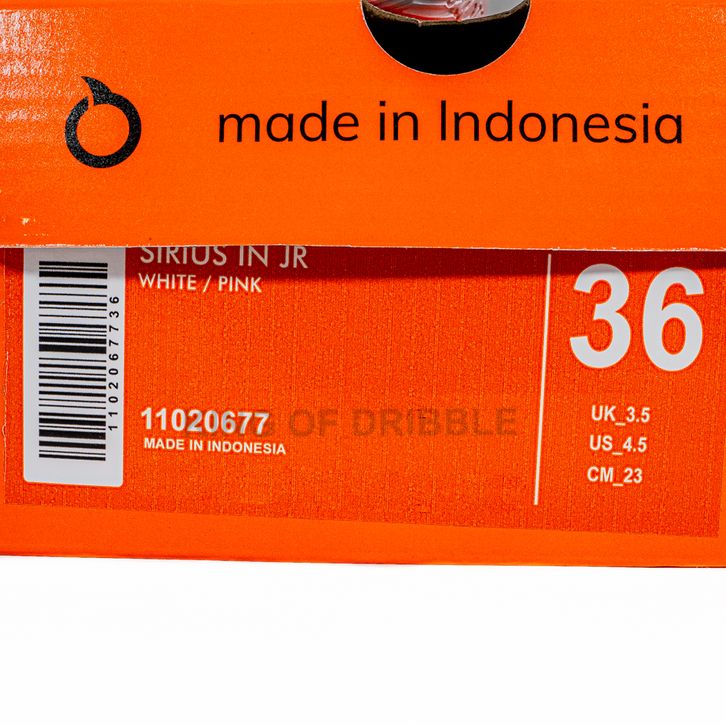 made in Indonesia
SIRIUS IN JR
WHITE / PINK
36
1102067736
11020677
OF DRIBBLE
MADE IN INDONESIA
UK_3.5
US_4.5
CM_23